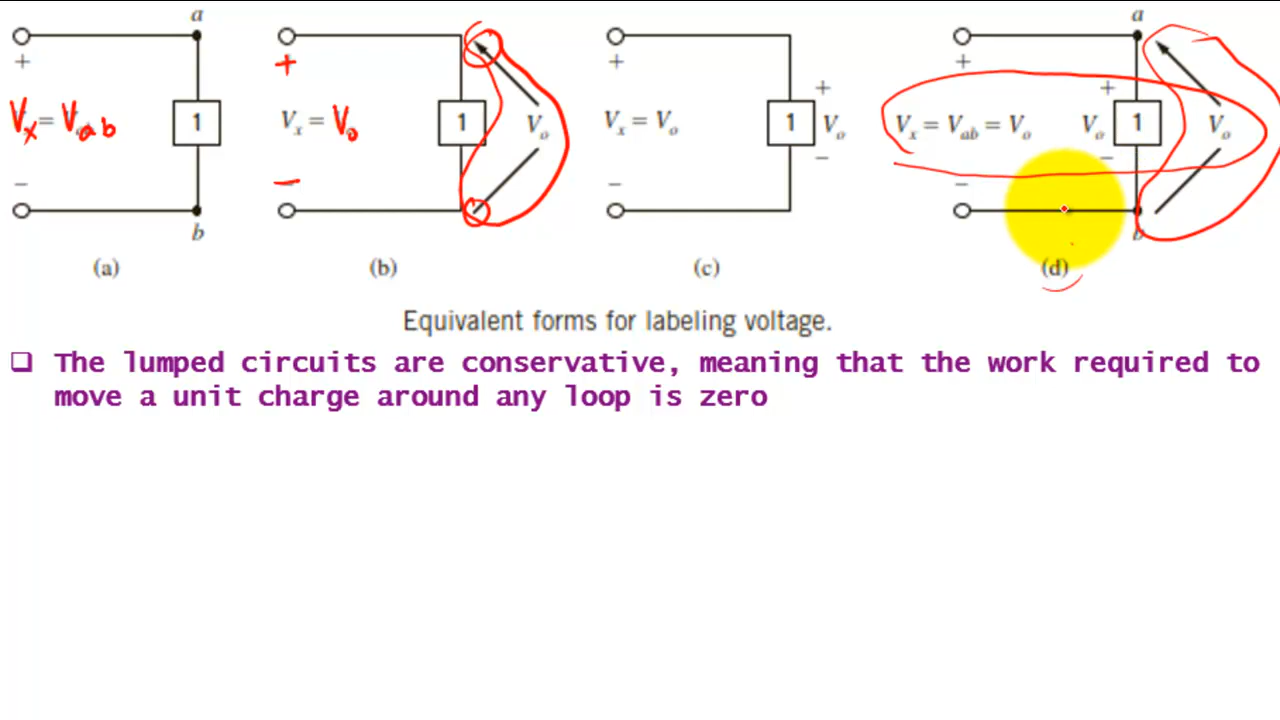 a a
+ + + + + +
Vx = Vab 1 Vx = Vo 1 Vo Vx = Vo 1 Vo Vx = Vab = Vo Vo 1 Vo
− − − − − −
b b
(a) (b) (c) (d)
Equivalent forms for labeling voltage.
❑ The lumped circuits are conservative, meaning that the work required to
move a unit charge around any loop is zero